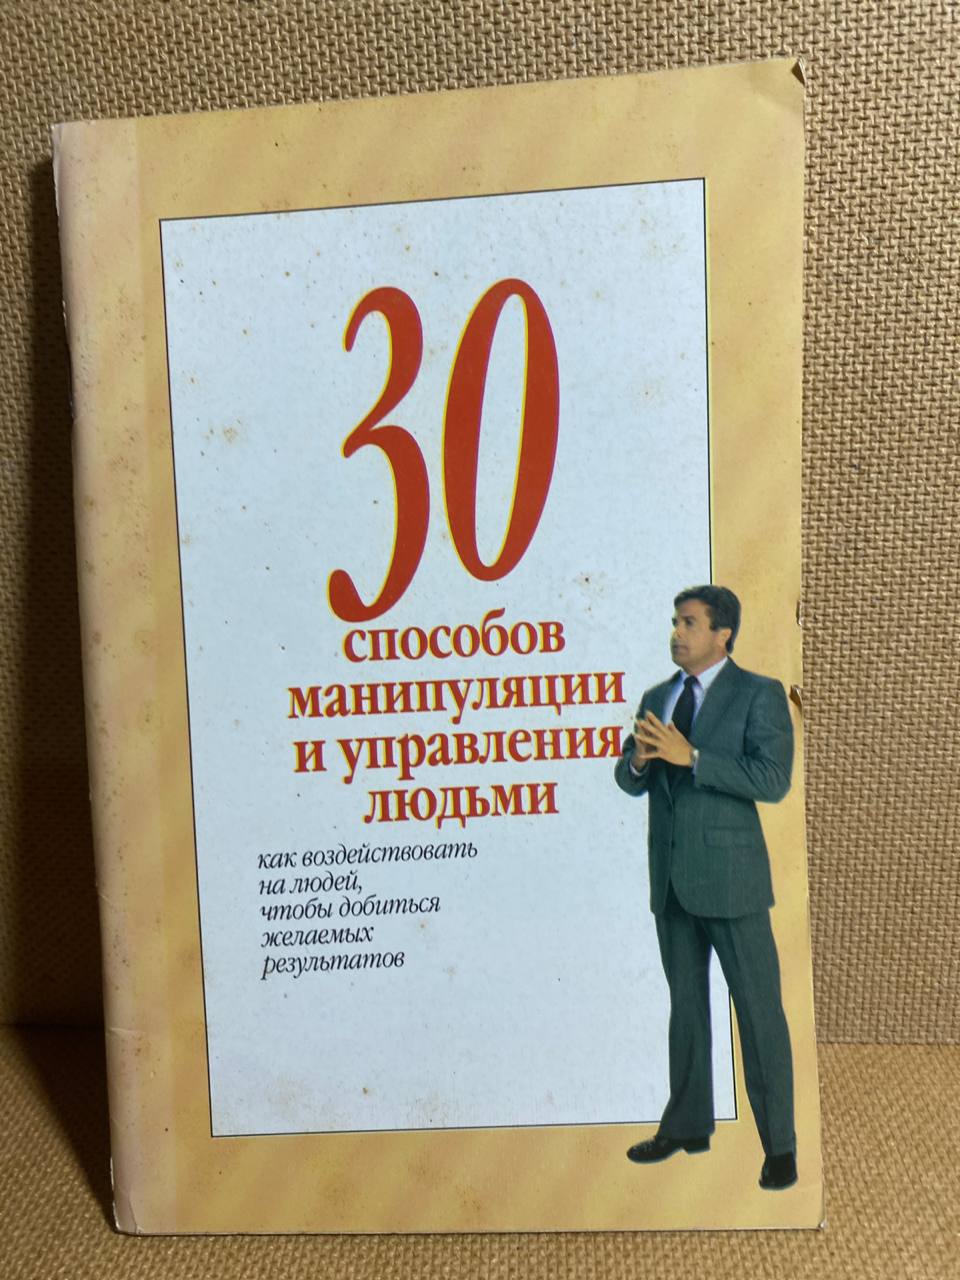 30
способов
манипуляции
и управления
людьми
как воздействовать
на людей,
чтобы добиться
желаемых
результатов